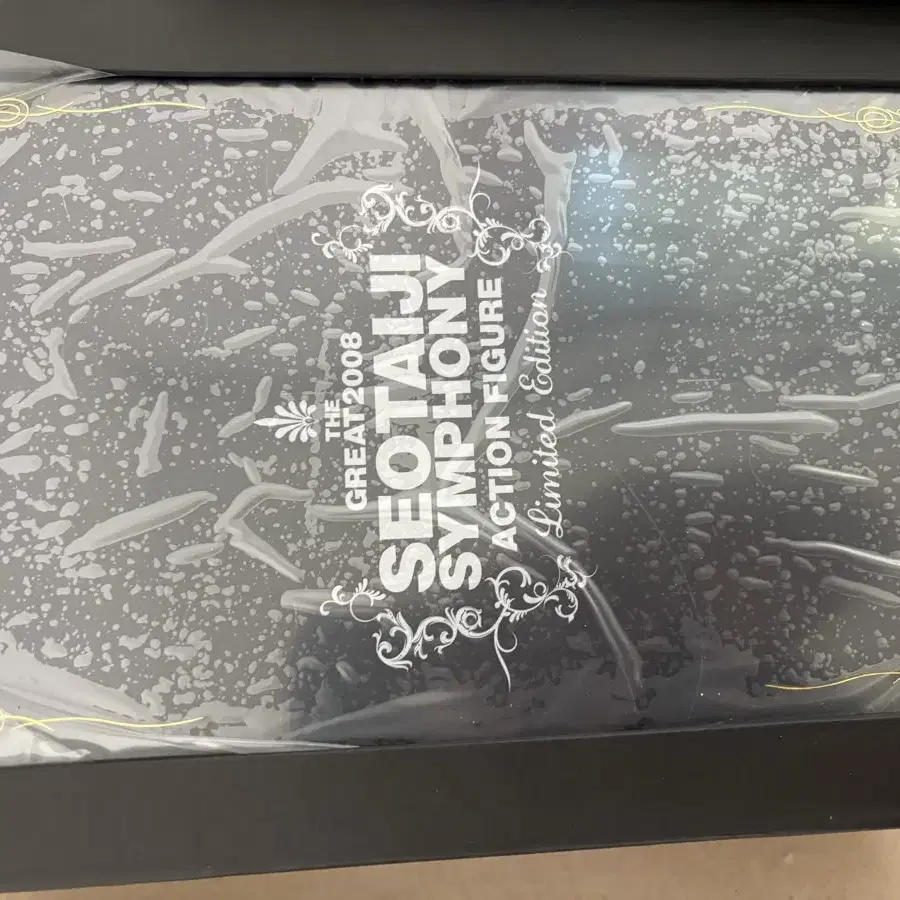 THE
GREAT 2008
SEOTAIJI
SYMPHONY
ACTION FIGURE
Limited Edition